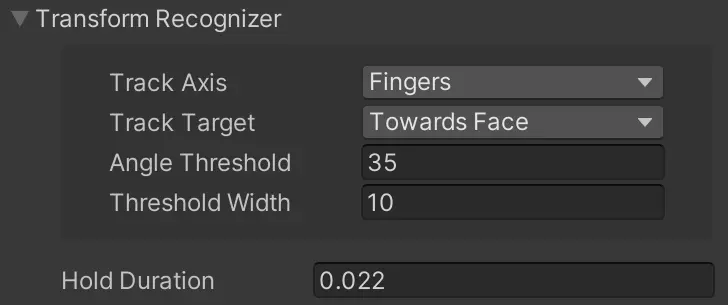 Transform Recognizer
Track Axis Fingers
Track Target Towards Face
Angle Threshold 35
Threshold Width 10
Hold Duration 0.022